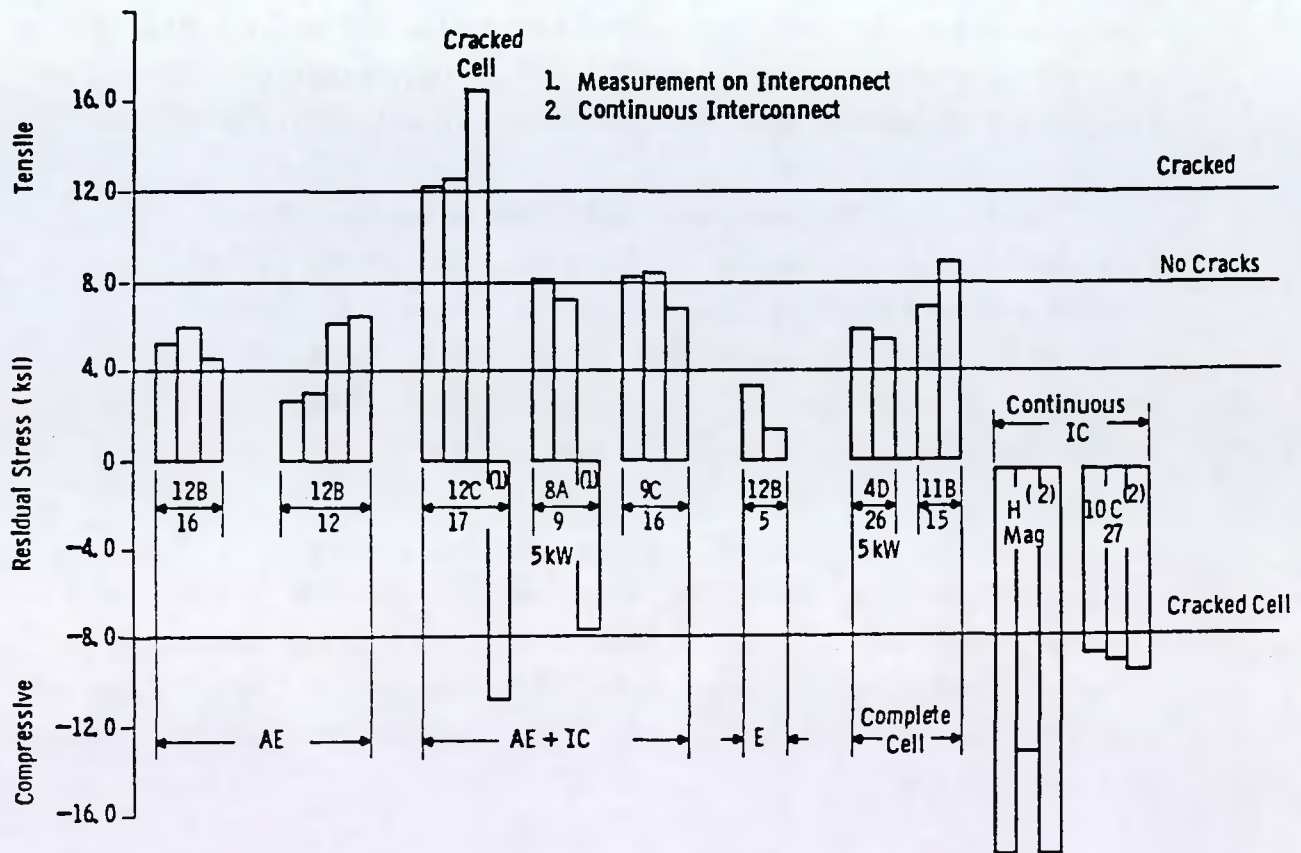 Cracked
Cell
1. Measurement on Interconnect
2. Continuous Interconnect
Tensile
Residual Stress (ksi)
Compressive
16.0
12.0
8.0
4.0
0
-4.0
-8.0
-12.0
-16.0
Cracked
No Cracks
Cracked Cell
12B
16
12B
12
12C
17
(1)
8A
9
5kW
(1)
9C
16
12B
5
4D
26
5kW
11B
15
Continuous
IC
H (2)
Mag
10C (2)
27
AE
AE + IC
E
Complete
Cell